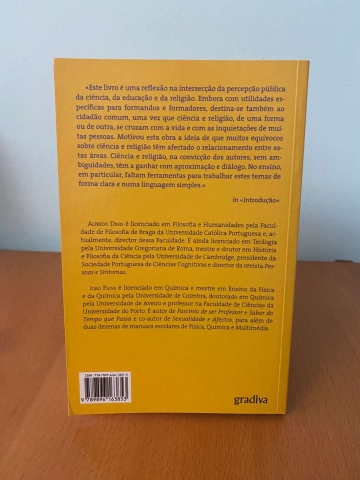 «Este livro é uma reflexão na intersecção da percepção pública
da ciência, da educação e da religião. Embora com utilidades es-
pecíficas para formandos e formadores, destina-se também ao
cidadão comum, uma vez que ciência e religião, de uma forma
ou de outra, se cruzam com a vida e com as inquietações de mui-
tas pessoas. Motivou esta obra a ideia de que muitos equívocos
sobre ciência e religião têm afectado o relacionamento entre es-
tas áreas. Ciência e religião, na convicção dos autores, sem am-
biguidades, têm a ganhar com aproximação e diálogo. No ensino,
em particular, faltam ferramentas para trabalhar estes temas de
forma clara e numa linguagem simples.»
in «Introdução»
Alfredo Dinis é licenciado em Filosofia e Humanidades pela Facul-
dade de Filosofia de Braga da Universidade Católica Portuguesa e, ac-
tualmente, director dessa Faculdade. É ainda licenciado em Teologia
pela Universidade Gregoriana de Roma, mestre e doutor em História
e Filosofia da Ciência pela Universidade de Cambridge, presidente da
Sociedade Portuguesa de Ciências Cognitivas e director da revista Pes-
soas e Sintomas.
João Paiva é licenciado em Química e mestre em Ensino da Física
e da Química pela Universidade de Coimbra, doutorado em Química
pela Universidade de Aveiro e professor na Faculdade de Ciências da
Universidade do Porto. É autor de Fascínio de ser Professor e Sabor do
Tempo que Passa e co-autor de Sexualidade e Afectos, para além de
duas dezenas de manuais escolares de Física, Química e Multimédia.
9 789896 163853
gradiva